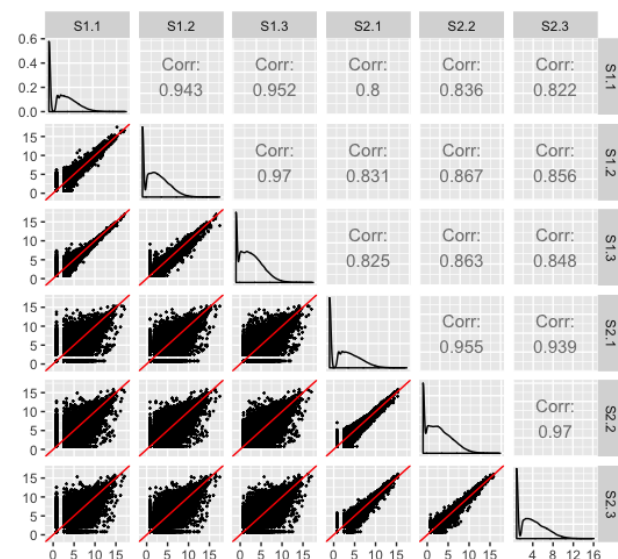 S1.1 S1.2 S1.3 S2.1 S2.2 S2.3
0.6
0.4
0.2
0.0
Corr:
0.943
Corr:
0.952
Corr:
0.8
Corr:
0.836
Corr:
0.822
S1.1
15
10
5
0
Corr:
0.97
Corr:
0.831
Corr:
0.867
Corr:
0.856
S1.2
15
10
5
0
Corr:
0.825
Corr:
0.863
Corr:
0.848
S1.3
15
10
5
0
Corr:
0.955
Corr:
0.939
S2.1
15
10
5
0
Corr:
0.97
S2.2
15
10
5
0
S2.3
0 5 10 15 0 5 10 15 0 5 10 15 0 5 10 15 0 5 10 15 4 8 12 16